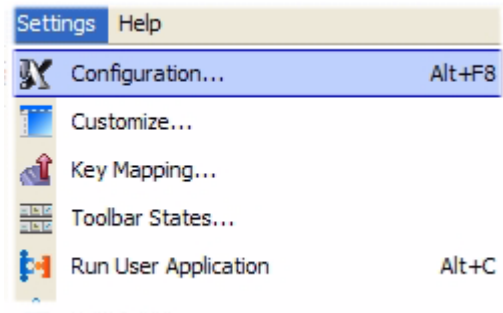 Settings Help
Configuration... Alt+F8
Customize...
Key Mapping...
Toolbar States...
Run User Application Alt+C